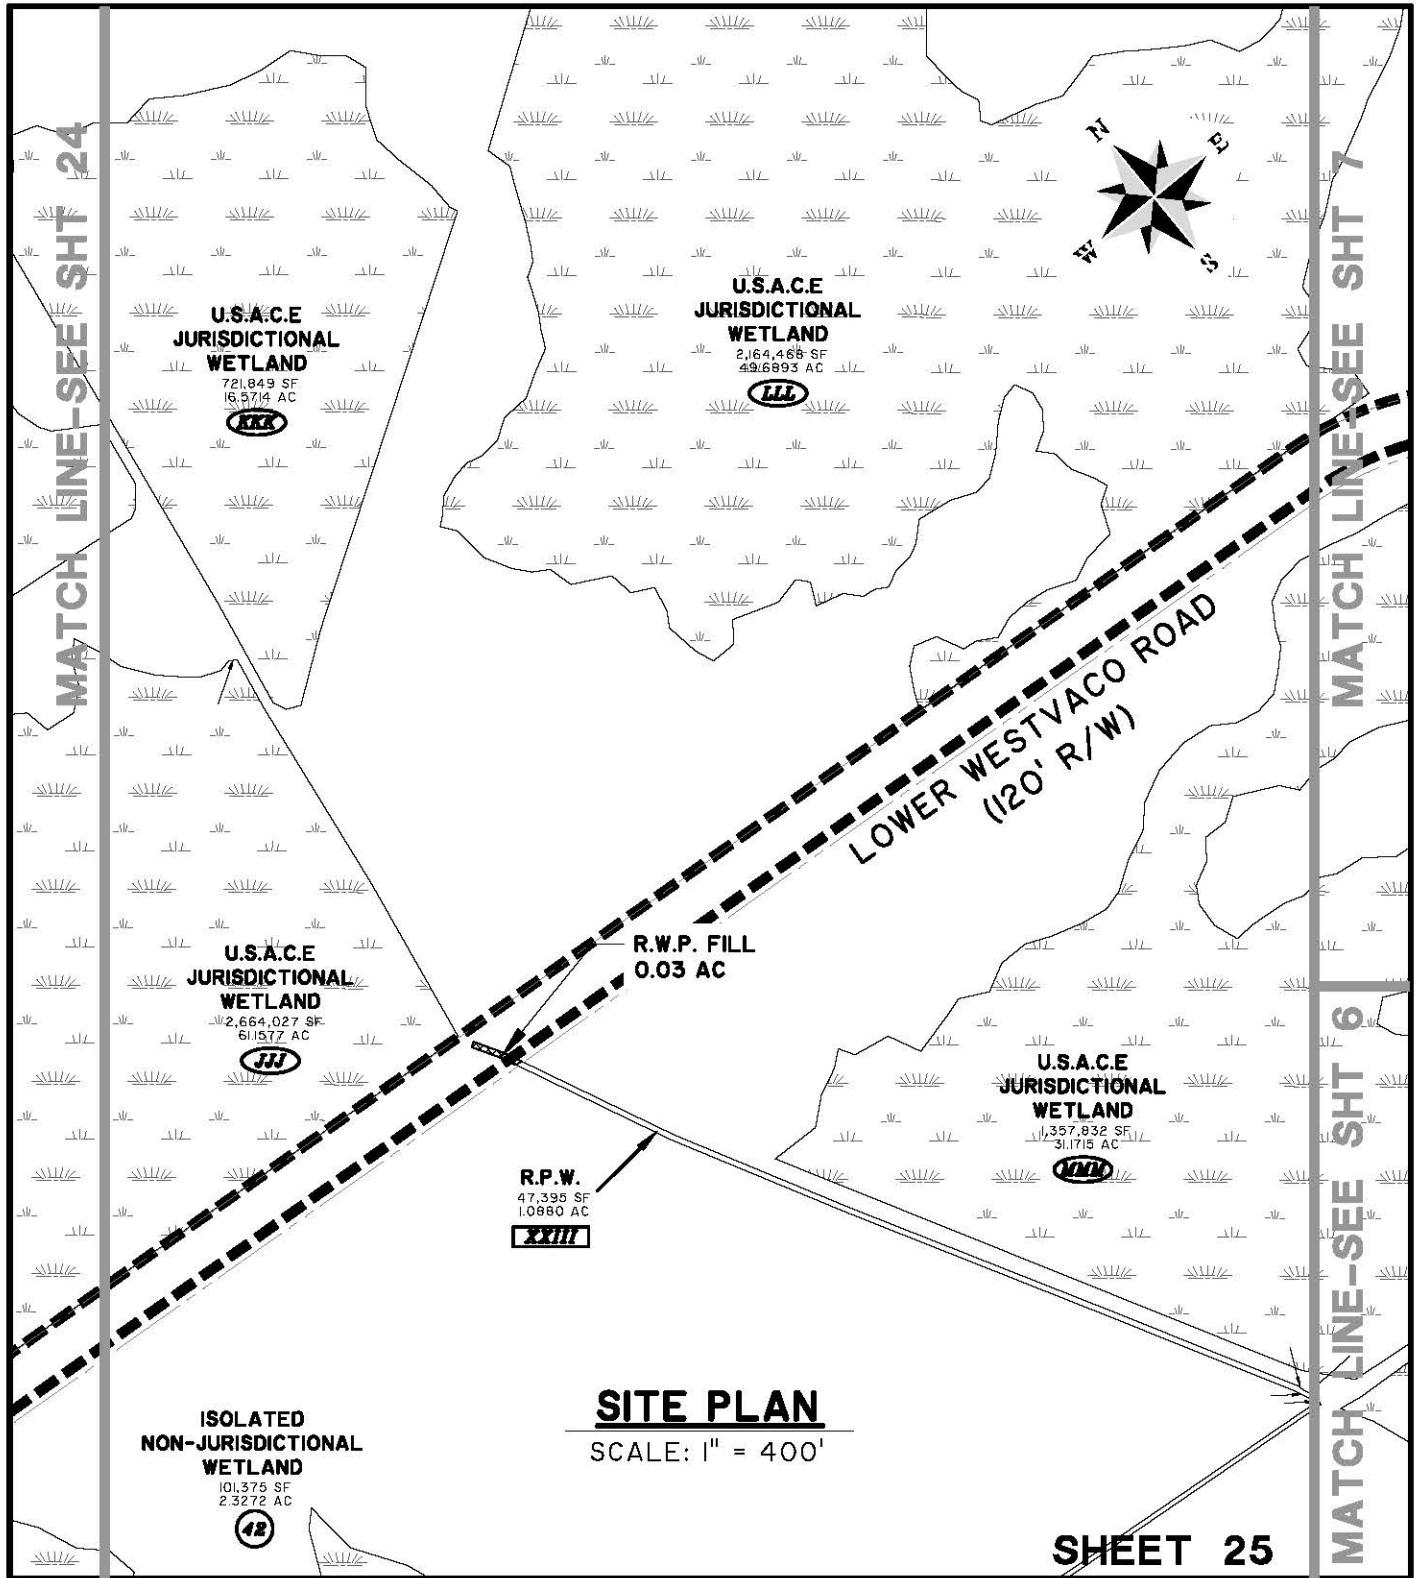 MATCH LINE-SEE SHT 24
MATCH LINE-SEE SHT 7
MATCH LINE-SEE SHT 6
N
E
W
S
U.S.A.C.E
JURISDICTIONAL
WETLAND
721,849 SF
16.5714 AC
KKK
U.S.A.C.E
JURISDICTIONAL
WETLAND
2,164,468 SF
49.6893 AC
LLL
LOWER WESTVACO ROAD
(120' R/W)
R.W.P. FILL
0.03 AC
U.S.A.C.E
JURISDICTIONAL
WETLAND
2,664,027 SF
61.1577 AC
JJJ
U.S.A.C.E
JURISDICTIONAL
WETLAND
1,357,832 SF
31.1715 AC
MMM
R.P.W.
47,395 SF
1.0880 AC
XXIII
ISOLATED
NON-JURISDICTIONAL
WETLAND
101,375 SF
2.3272 AC
42
SITE PLAN
SCALE: 1" = 400'
SHEET 25